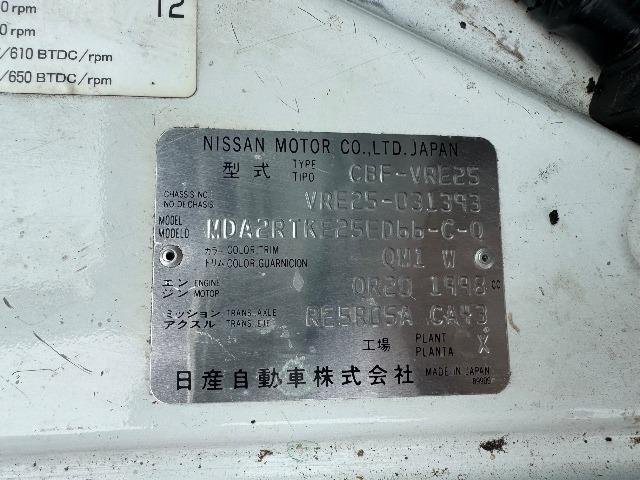 0 rpm
12
0 rpm
/610 BTDC/rpm
/650 BTDC/rpm
NISSAN MOTOR CO.,LTD.JAPAN
型式 TYPE TIPO CBF-VRE25
CHASSIS NO. NO.DE CHASIS VRE25-031393
MODEL MODELO MDA2RTKE25EDbb-C-0
カラー COLOR,TRIM
トリム COLOR,GUARNICION QM1 W
エンジン ENGINE MOTOR QR20 1998 cc
ミッション TRANS.AXLE
アクスル TRANS.EJE RE5R05A CA43
工場 PLANT PLANTA X
日産自動車株式会社 MADE IN JAPAN
89909